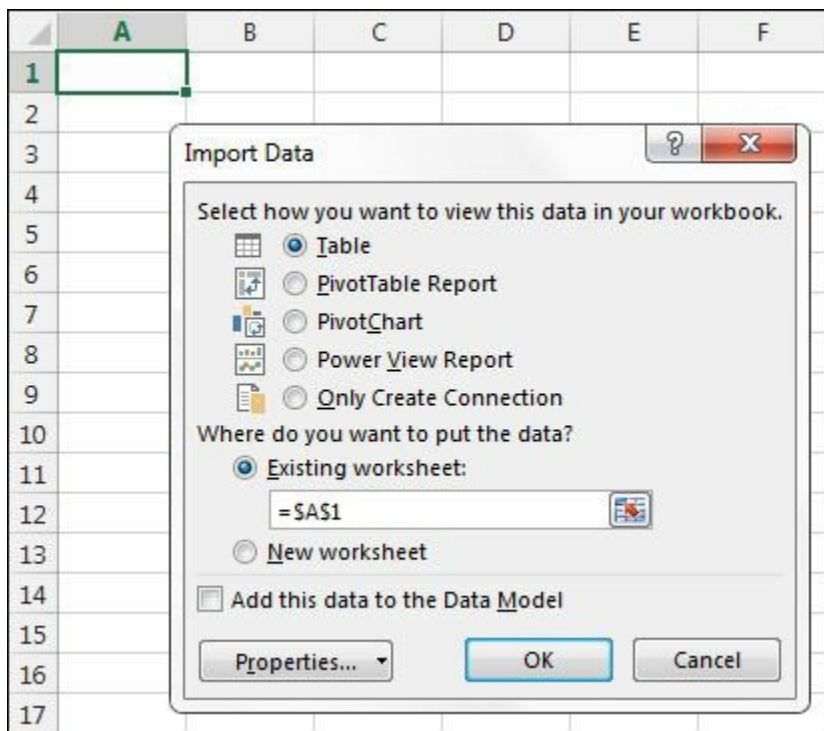 A B C D E F
1
2
3
4
5
6
7
8
9
10
11
12
13
14
15
16
17
Import Data
Select how you want to view this data in your workbook.
Table
PivotTable Report
PivotChart
Power View Report
Only Create Connection
Where do you want to put the data?
Existing worksheet:
=$A$1
New worksheet
Add this data to the Data Model
Properties... OK Cancel